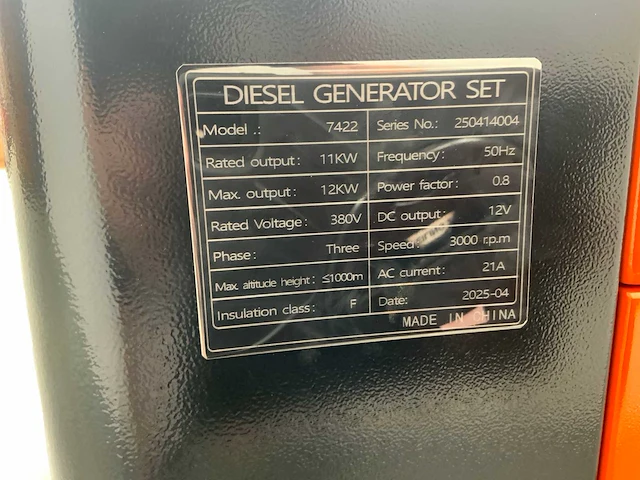 DIESEL GENERATOR SET
Model .: 7422 Series No.: 250414004
Rated output: 11KW Frequency: 50Hz
Max. output: 12KW Power factor: 0.8
Rated Voltage: 380V DC output: 12V
Phase: Three Speed: 3000 r.p.m
Max. altitude height: ≤1000m AC current: 21A
Insulation class: F Date: 2025-04
MADE IN CHINA